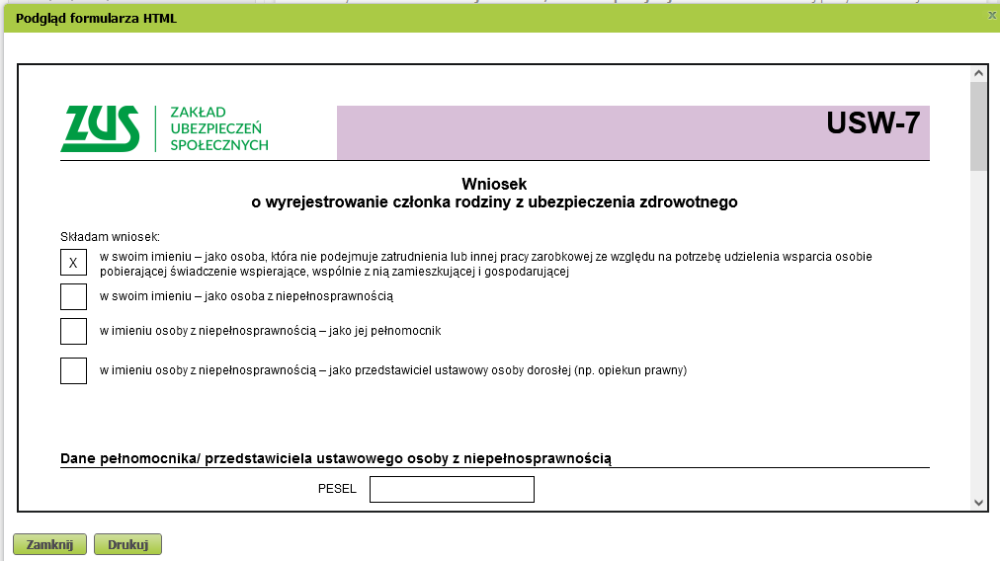 Podgląd formularza HTML
x
ZUS
ZAKŁAD
UBEZPIECZEŃ
SPOŁECZNYCH
USW-7
Wniosek
o wyrejestrowanie członka rodziny z ubezpieczenia zdrowotnego
Składam wniosek:
X
w swoim imieniu – jako osoba, która nie podejmuje zatrudnienia lub innej pracy zarobkowej ze względu na potrzebę udzielenia wsparcia osobie
pobierającej świadczenie wspierające, wspólnie z nią zamieszkującej i gospodarującej
w swoim imieniu – jako osoba z niepełnosprawnością
w imieniu osoby z niepełnosprawnością – jako jej pełnomocnik
w imieniu osoby z niepełnosprawnością – jako przedstawiciel ustawowy osoby dorosłej (np. opiekun prawny)
Dane pełnomocnika/ przedstawiciela ustawowego osoby z niepełnosprawnością
PESEL
Zamknij
Drukuj